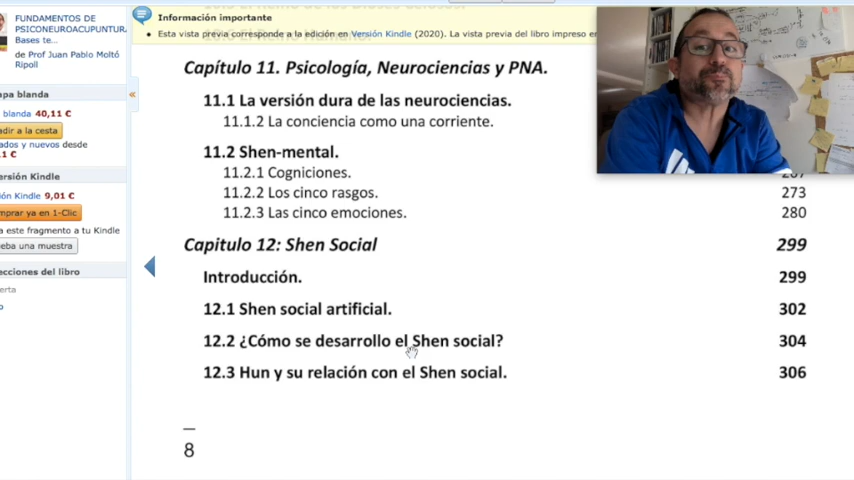 FUNDAMENTOS DE
PSICONEUROACUPUNTUR
Bases te...
de Prof Juan Pablo Moltó
Ripoll
apa blanda
blanda 40,11 €
adir a la cesta
ados y nuevos desde
1 €
ersión Kindle
ón Kindle 9,01 €
mprar ya en 1-Clic
a este fragmento a tu Kindle
eba una muestra
ecciones del libro
erta
Información importante
• Esta vista previa corresponde a la edición en Versión Kindle (2020). La vista previa del libro impreso e
Capítulo 11. Psicología, Neurociencias y PNA.
11.1 La versión dura de las neurociencias.
11.1.2 La conciencia como una corriente.
11.2 Shen-mental.
11.2.1 Cogniciones. 267
11.2.2 Los cinco rasgos. 273
11.2.3 Las cinco emociones. 280
Capitulo 12: Shen Social 299
Introducción. 299
12.1 Shen social artificial. 302
12.2 ¿Cómo se desarrollo el Shen social? 304
12.3 Hun y su relación con el Shen social. 306
8